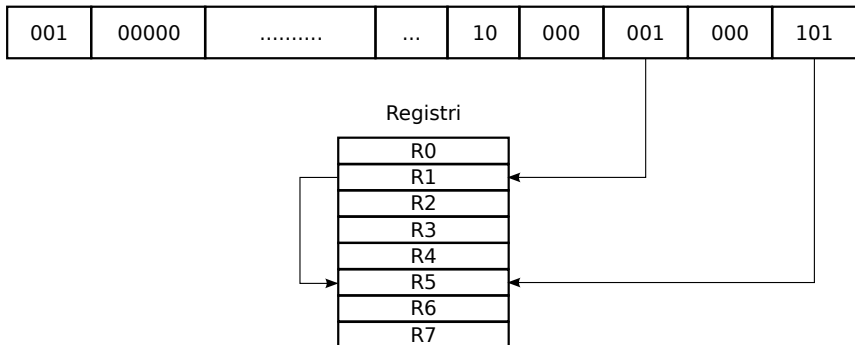 001 00000 .......... ... 10 000 001 000 101
Registri
R0
R1
R2
R3
R4
R5
R6
R7